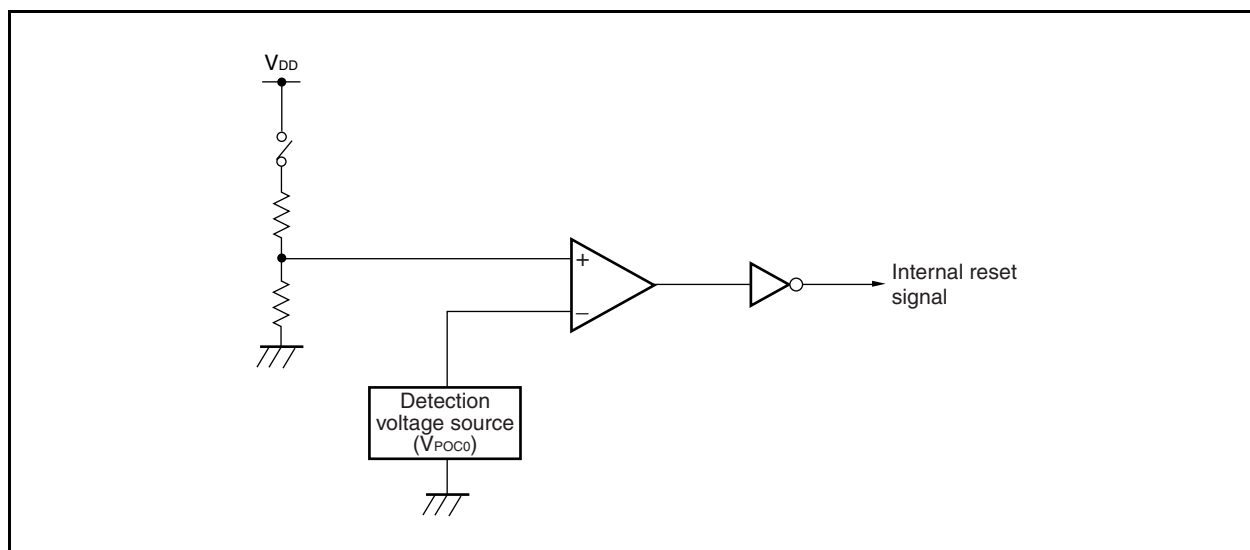 VDD
+
–
Internal reset
signal
Detection
voltage source
(VPOC0)